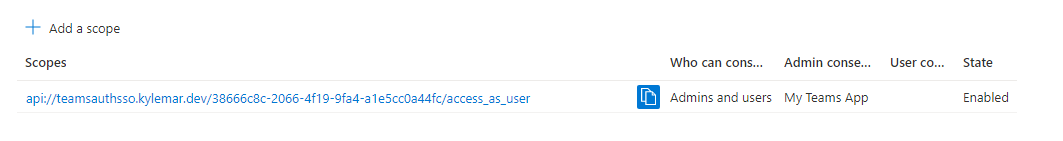 Add a scope
Scopes Who can cons... Admin conse... User co... State
api://teamsauthsso.kylemar.dev/38666c8c-2066-4f19-9fa4-a1e5cc0a44fc/access_as_user Admins and users My Teams App Enabled